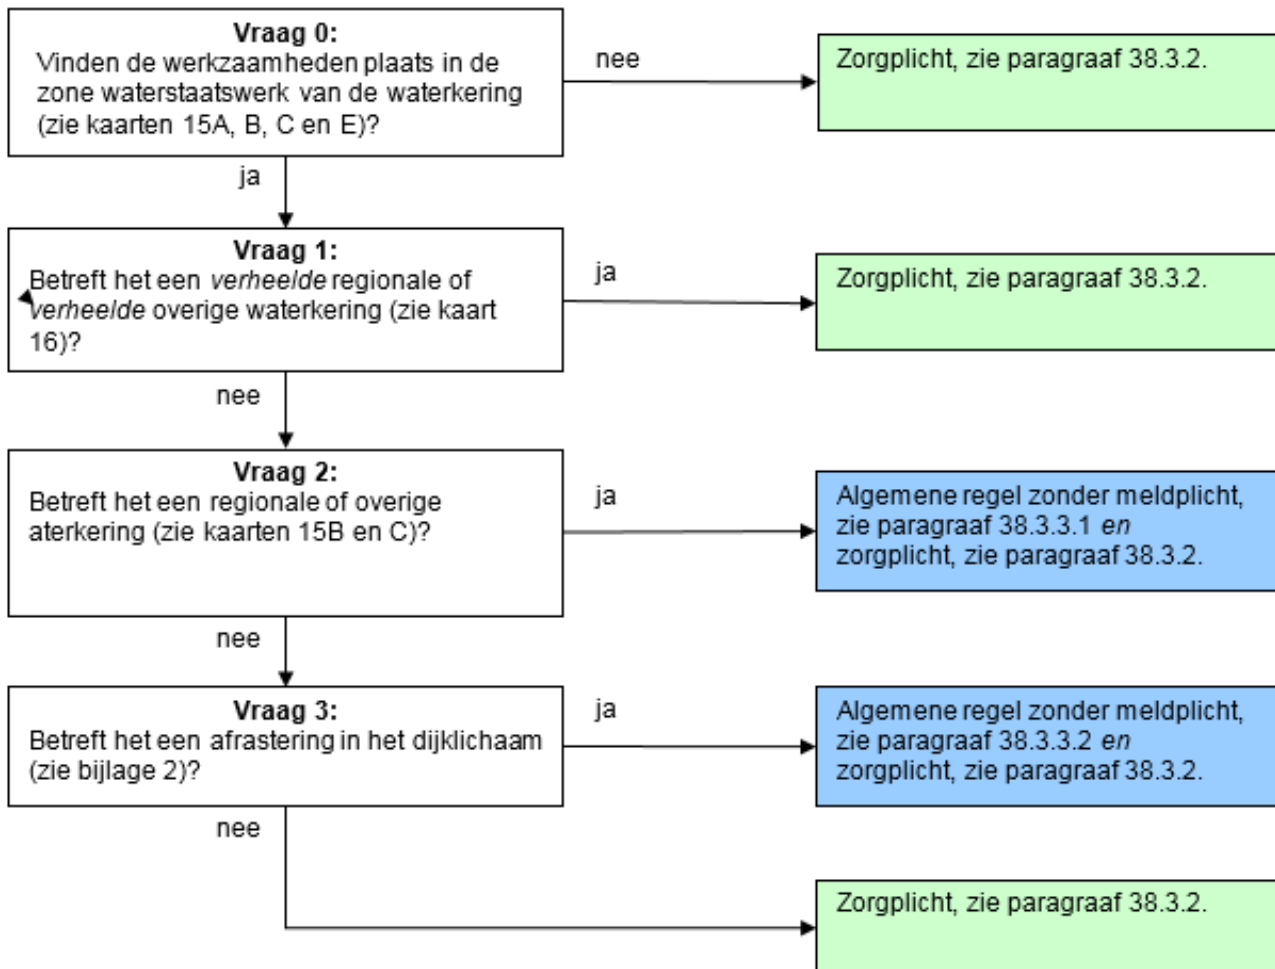 Vraag 0:
Vinden de werkzaamheden plaats in de
zone waterstaatswerk van de waterkering
(zie kaarten 15A, B, C en E)?
nee
Zorgplicht, zie paragraaf 38.3.2.
ja
Vraag 1:
Betreft het een verheelde regionale of
verheelde overige waterkering (zie kaart
16)?
ja
Zorgplicht, zie paragraaf 38.3.2.
nee
Vraag 2:
Betreft het een regionale of overige
aterkering (zie kaarten 15B en C)?
ja
Algemene regel zonder meldplicht,
zie paragraaf 38.3.3.1 en
zorgplicht, zie paragraaf 38.3.2.
nee
Vraag 3:
Betreft het een afrastering in het dijklichaam
(zie bijlage 2)?
ja
Algemene regel zonder meldplicht,
zie paragraaf 38.3.3.2 en
zorgplicht, zie paragraaf 38.3.2.
nee
Zorgplicht, zie paragraaf 38.3.2.